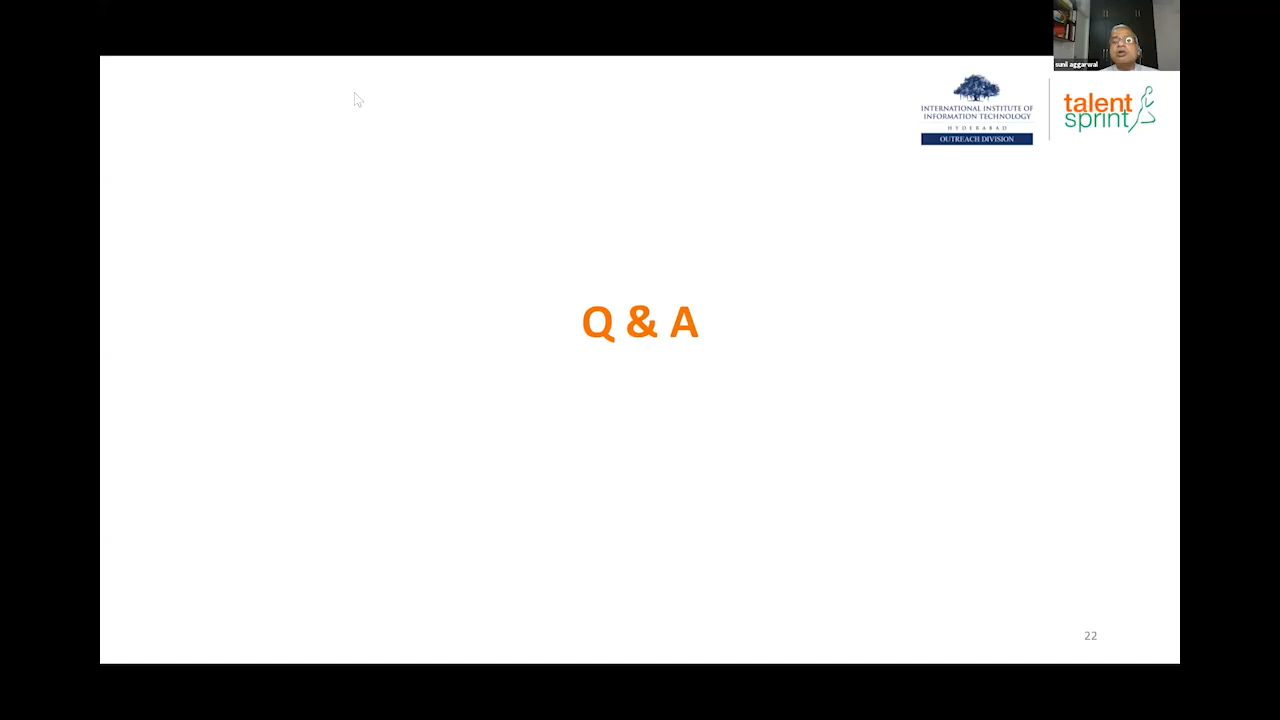 sunil aggarwal
INTERNATIONAL INSTITUTE OF
INFORMATION TECHNOLOGY
HYDERABAD
OUTREACH DIVISION
talent
sprint
Q & A
22